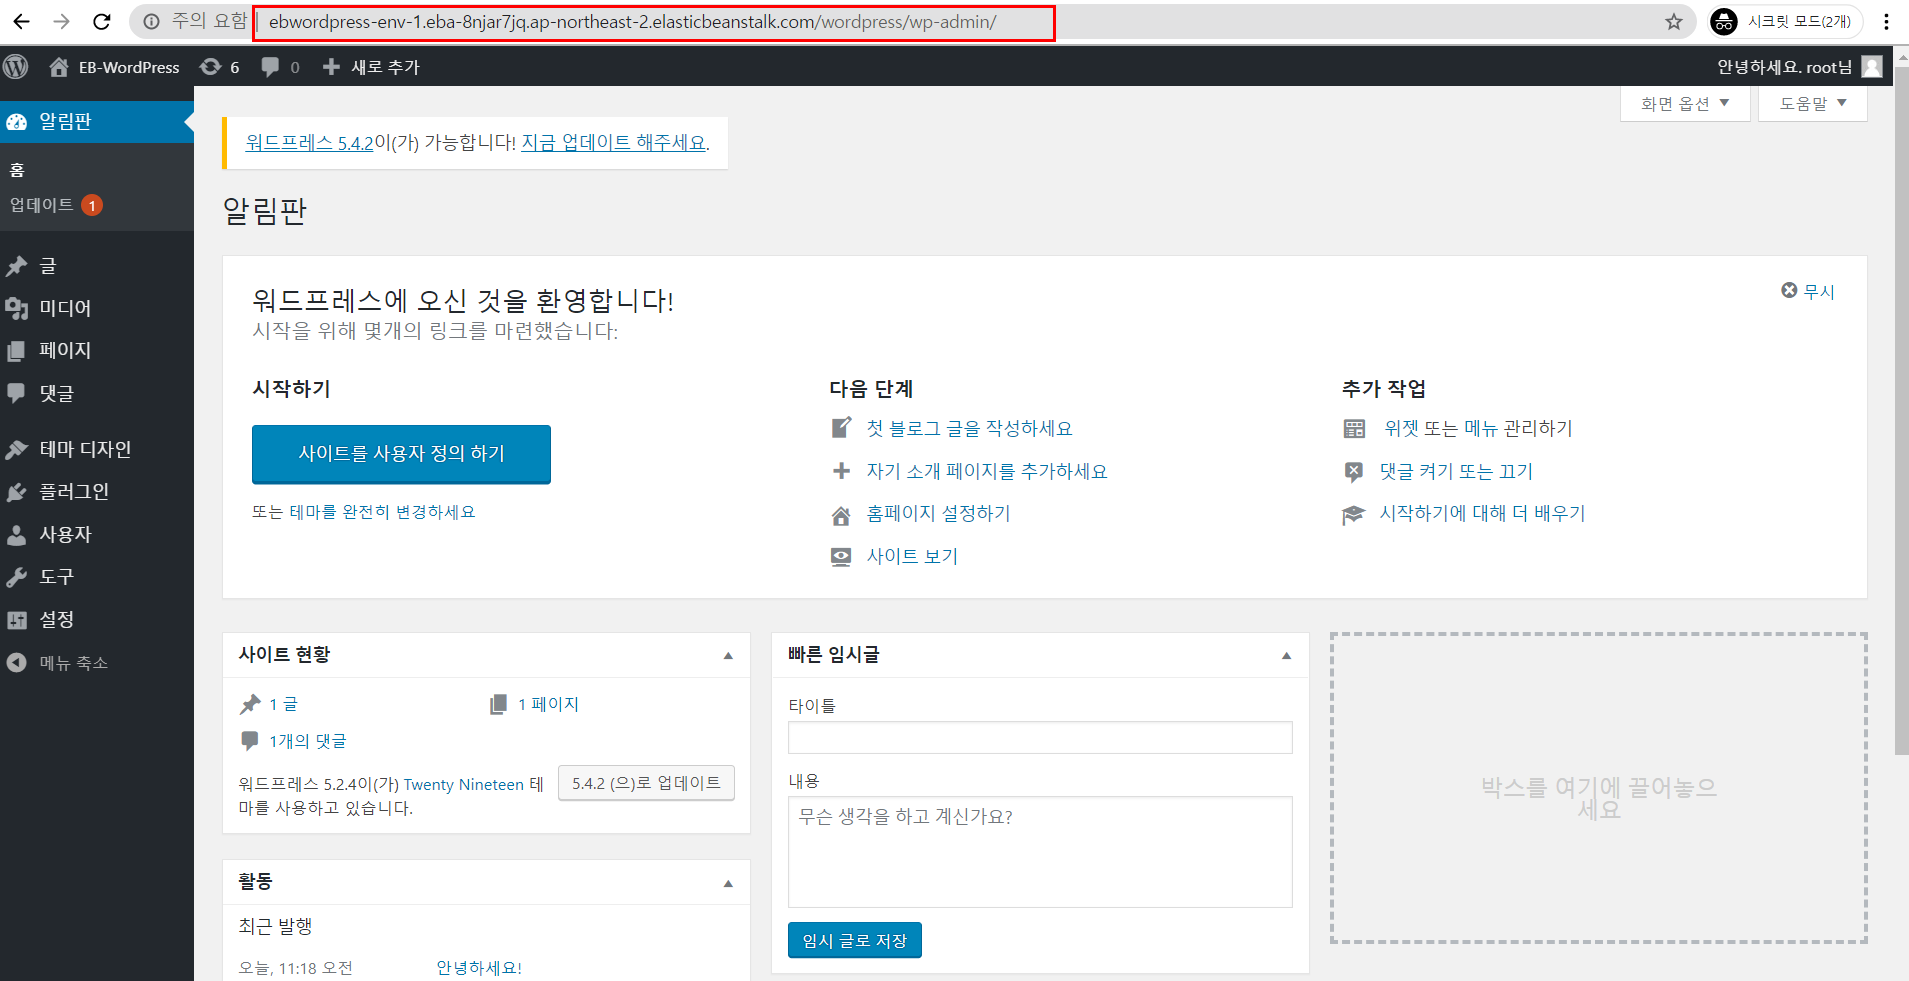 주의 요함 | ebwordpress-env-1.eba-8njar7jq.ap-northeast-2.elasticbeanstalk.com/wordpress/wp-admin/
시크릿 모드(2개)
EB-WordPress 6 0 새로 추가
안녕하세요. root님
화면 옵션 ▼
도움말 ▼
알림판
홈
업데이트 1
글
미디어
페이지
댓글
테마 디자인
플러그인
사용자
도구
설정
메뉴 축소
워드프레스 5.4.2이(가) 가능합니다! 지금 업데이트 해주세요.
알림판
워드프레스에 오신 것을 환영합니다!
시작을 위해 몇개의 링크를 마련했습니다:
무시
시작하기
사이트를 사용자 정의 하기
또는 테마를 완전히 변경하세요
다음 단계
첫 블로그 글을 작성하세요
자기 소개 페이지를 추가하세요
홈페이지 설정하기
사이트 보기
추가 작업
위젯 또는 메뉴 관리하기
댓글 켜기 또는 끄기
시작하기에 대해 더 배우기
사이트 현황
1 글
1 페이지
1개의 댓글
워드프레스 5.2.4이(가) Twenty Nineteen 테
마를 사용하고 있습니다.
5.4.2 (으)로 업데이트
활동
최근 발행
오늘, 11:18 오전 안녕하세요!
빠른 임시글
타이틀
내용
무슨 생각을 하고 계신가요?
임시 글로 저장
박스를 여기에 끌어놓으
세요